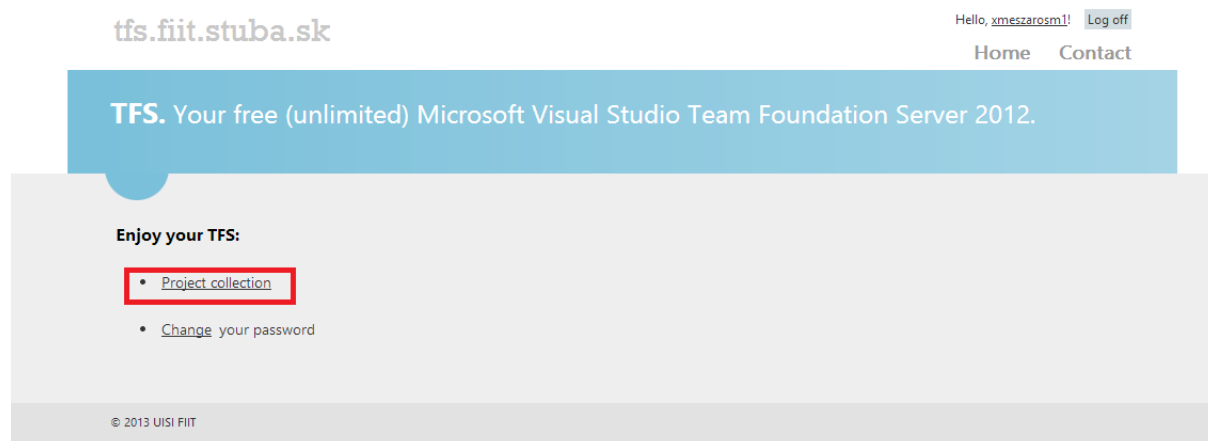 tfs.fiit.stuba.sk
Hello, xmeszarosm1! Log off
Home Contact
TFS. Your free (unlimited) Microsoft Visual Studio Team Foundation Server 2012.
Enjoy your TFS:
• Project collection
• Change your password
© 2013 UISI FIIT